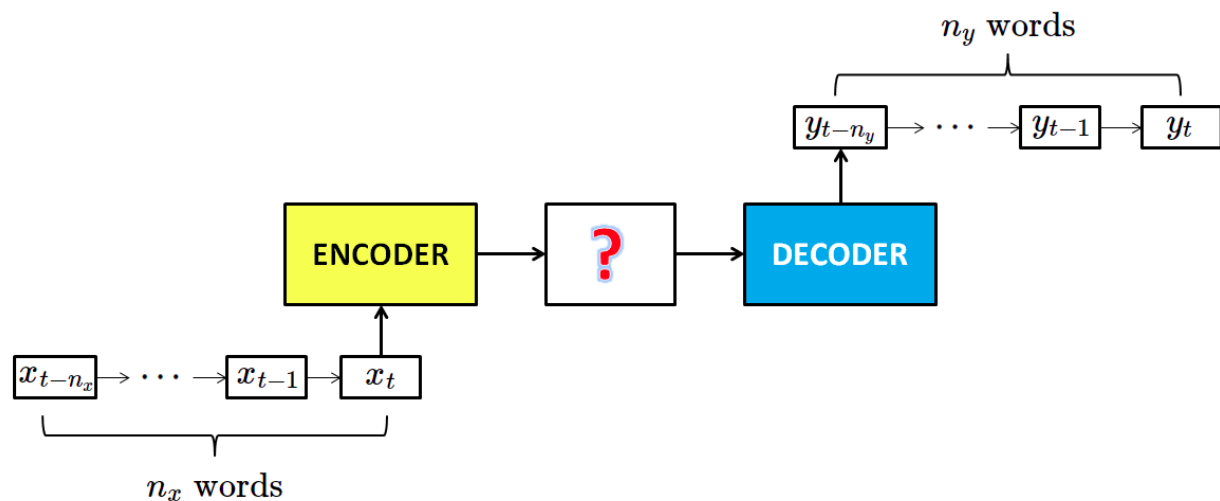 n_y words
y_{t-n_y} → ⋯ → y_{t-1} → y_t
ENCODER → ? → DECODER
x_{t-n_x} → ⋯ → x_{t-1} → x_t
n_x words